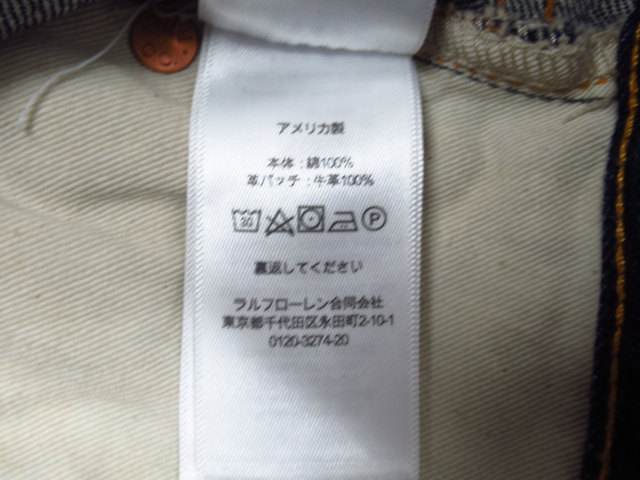 アメリカ製
本体 : 綿100%
革パッチ : 牛革100%
30
P
裏返してください
ラルフローレン合同会社
東京都千代田区永田町2-10-1
0120-3274-20